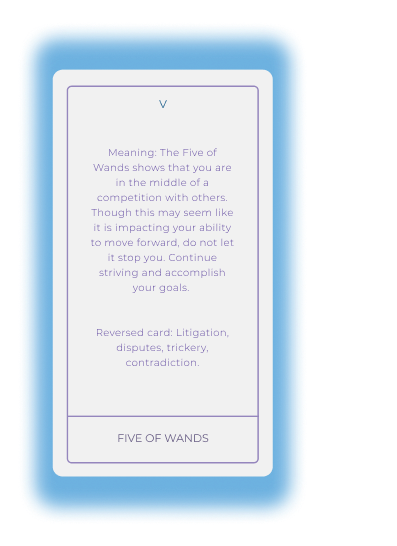 V
Meaning: The Five of
Wands shows that you are
in the middle of a
competition with others.
Though this may seem like
it is impacting your ability
to move forward, do not let
it stop you. Continue
striving and accomplish
your goals.
Reversed card: Litigation,
disputes, trickery,
contradiction.
FIVE OF WANDS